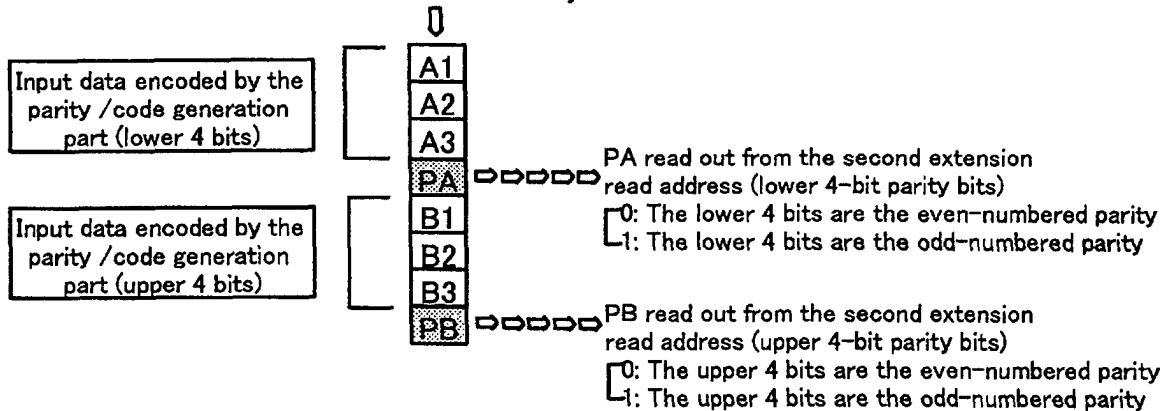 A1
Input data encoded by the
parity /code generation
part (lower 4 bits)
A2
A3
PA
PA read out from the second extension
read address (lower 4-bit parity bits)
0: The lower 4 bits are the even-numbered parity
1: The lower 4 bits are the odd-numbered parity
Input data encoded by the
parity /code generation
part (upper 4 bits)
B1
B2
B3
PB
PB read out from the second extension
read address (upper 4-bit parity bits)
0: The upper 4 bits are the even-numbered parity
1: The upper 4 bits are the odd-numbered parity